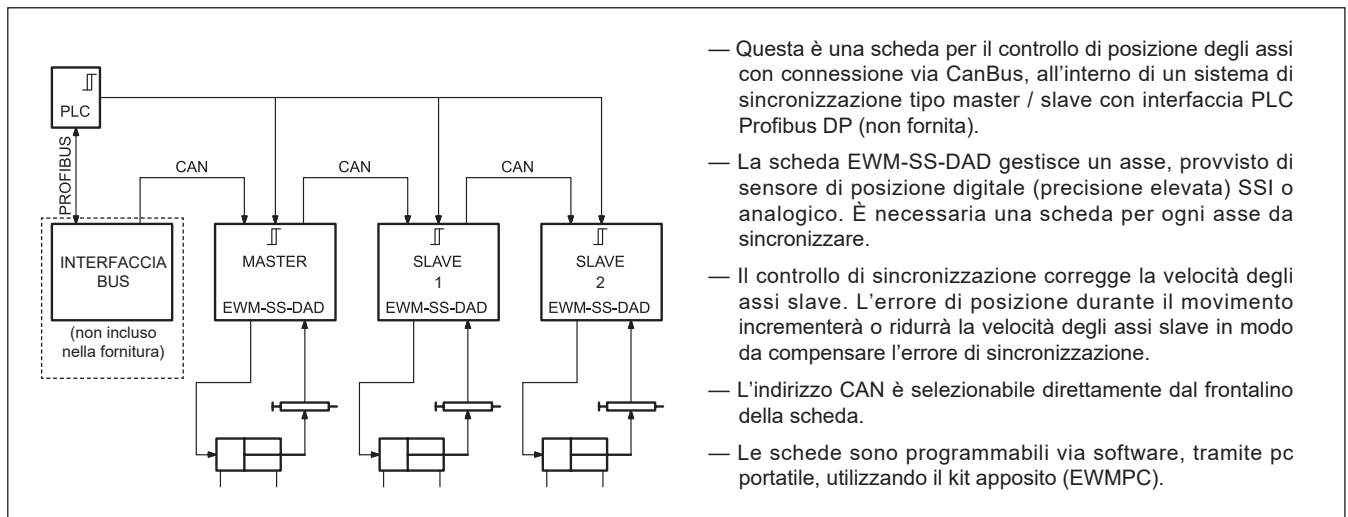 PLC
PROFIBUS
CAN
CAN
CAN
INTERFACCIA
BUS
MASTER
EWM-SS-DAD
SLAVE
1
EWM-SS-DAD
SLAVE
2
EWM-SS-DAD
(non incluso
nella fornitura)
— Questa è una scheda per il controllo di posizione degli assi
con connessione via CanBus, all'interno di un sistema di
sincronizzazione tipo master / slave con interfaccia PLC
Profibus DP (non fornita).
— La scheda EWM-SS-DAD gestisce un asse, provvisto di
sensore di posizione digitale (precisione elevata) SSI o
analogico. È necessaria una scheda per ogni asse da
sincronizzare.
— Il controllo di sincronizzazione corregge la velocità degli
assi slave. L'errore di posizione durante il movimento
incrementerà o ridurrà la velocità degli assi slave in modo
da compensare l'errore di sincronizzazione.
— L'indirizzo CAN è selezionabile direttamente dal frontalino
della scheda.
— Le schede sono programmabili via software, tramite pc
portatile, utilizzando il kit apposito (EWMPC).